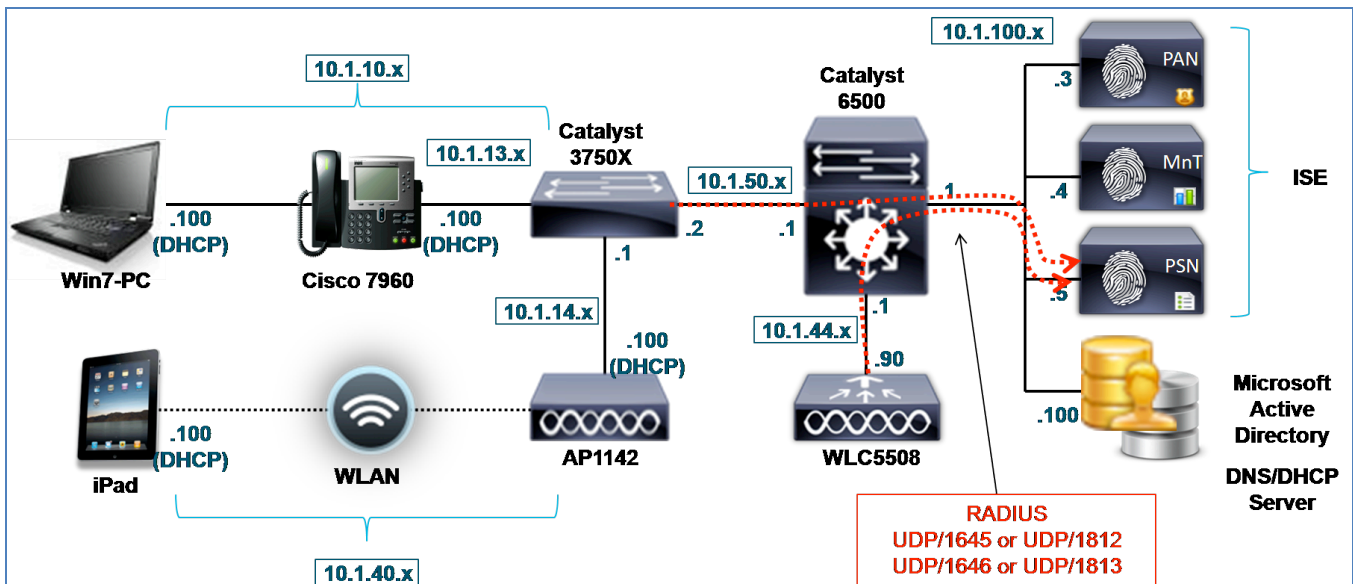 10.1.100.x
PAN
.3
10.1.10.x
Catalyst
6500
Catalyst
3750X
10.1.13.x
MnT
.4
ISE
10.1.50.x
.1
.100
(DHCP)
.100
(DHCP)
.2
.1
.1
PSN
.5
Win7-PC
Cisco 7960
10.1.14.x
.100
(DHCP)
.1
10.1.44.x
.90
Microsoft
Active
Directory
.100
.100
(DHCP)
iPad
WLAN
AP1142
WLC5508
DNS/DHCP
Server
RADIUS
UDP/1645 or UDP/1812
UDP/1646 or UDP/1813
10.1.40.x